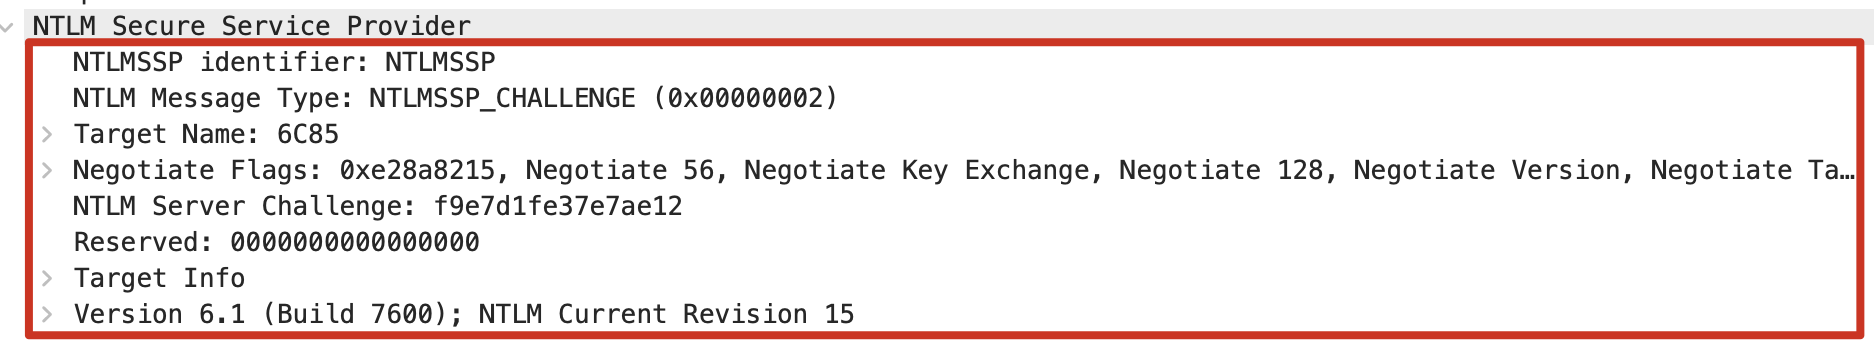 NTLM Secure Service Provider
NTLMSSP identifier: NTLMSSP
NTLM Message Type: NTLMSSP_CHALLENGE (0x00000002)
Target Name: 6C85
Negotiate Flags: 0xe28a8215, Negotiate 56, Negotiate Key Exchange, Negotiate 128, Negotiate Version, Negotiate Ta…
NTLM Server Challenge: f9e7d1fe37e7ae12
Reserved: 0000000000000000
Target Info
Version 6.1 (Build 7600); NTLM Current Revision 15